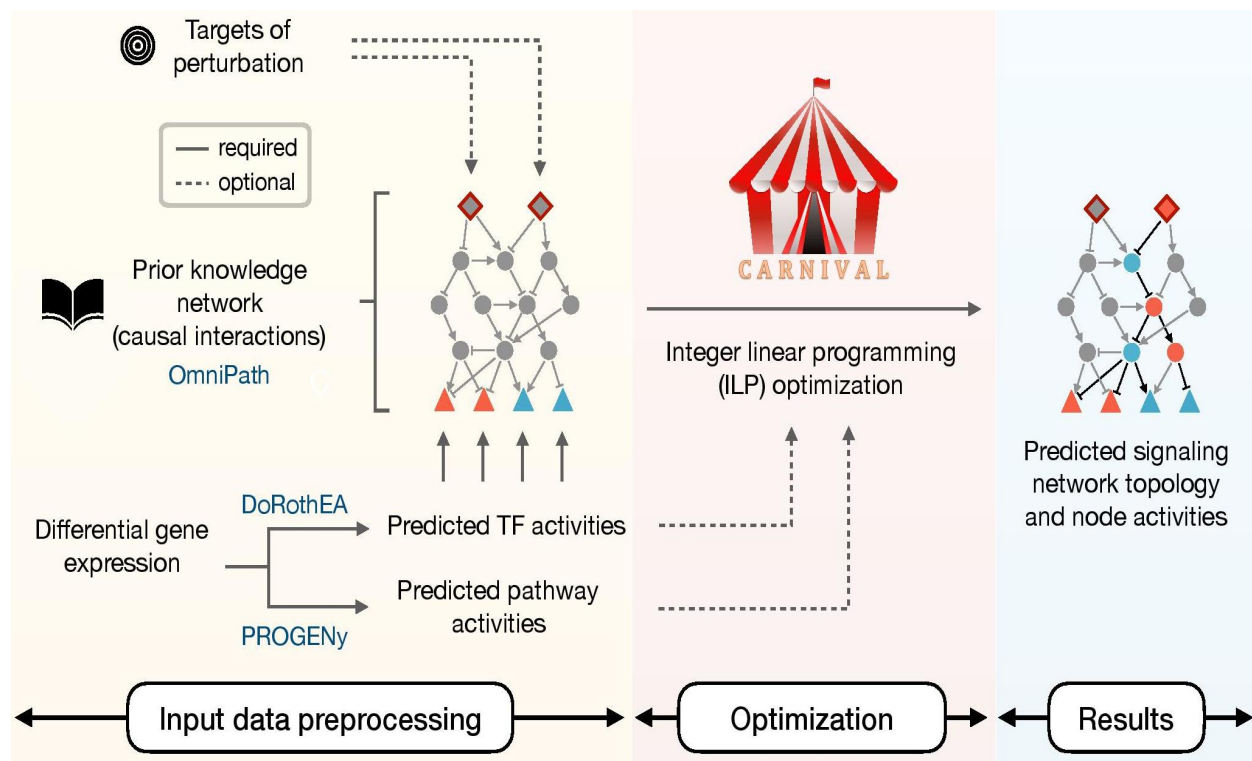 Targets of
perturbation
required
optional
Prior knowledge
network
(causal interactions)
OmniPath
DoRothEA
Differential gene
expression
Predicted TF activities
Predicted pathway
activities
PROGENy
CARNIVAL
Integer linear programming
(ILP) optimization
Predicted signaling
network topology
and node activities
Input data preprocessing
Optimization
Results